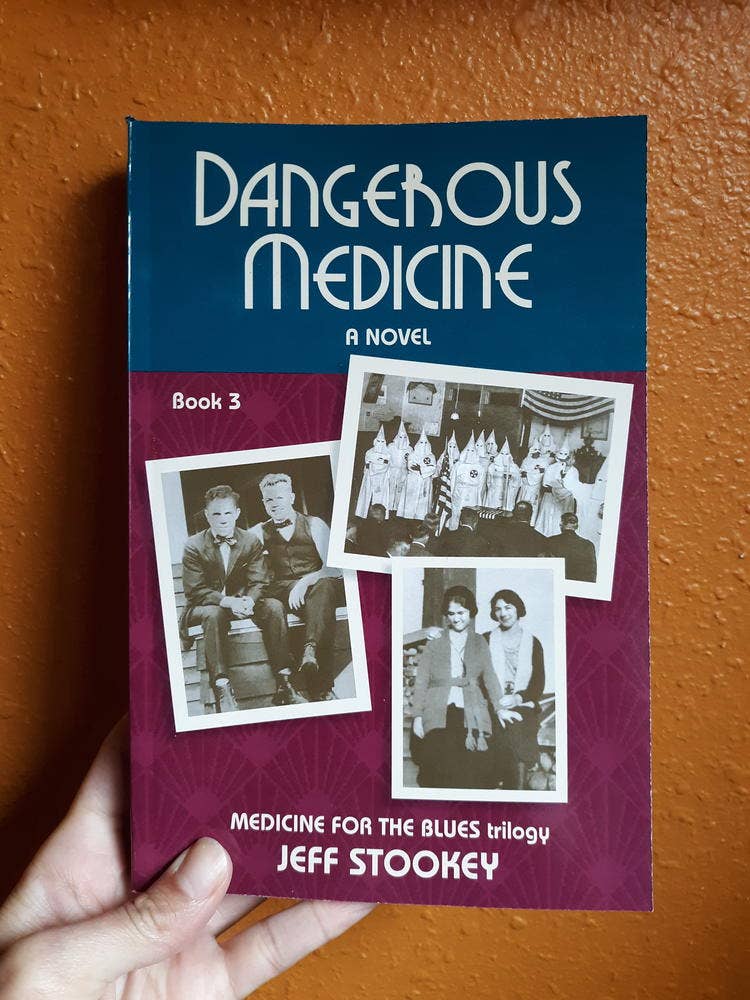 DANGEROUS
MEDICINE
A NOVEL
Book 3
MEDICINE FOR THE BLUES trilogy
JEFF STOOKEY